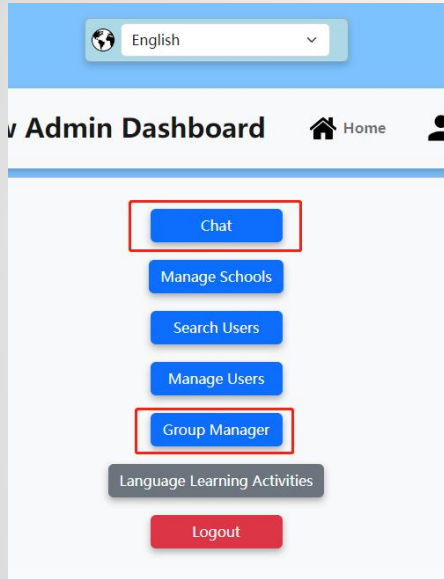 English
Admin Dashboard Home
Chat
Manage Schools
Search Users
Manage Users
Group Manager
Language Learning Activities
Logout